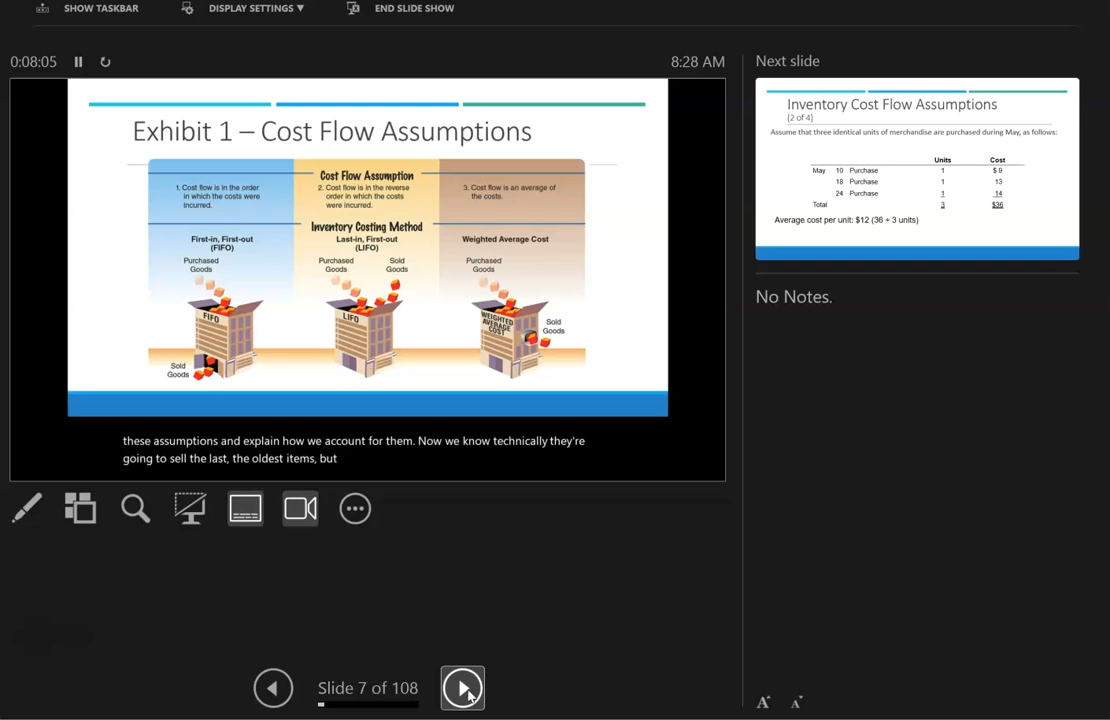 SHOW TASKBAR
DISPLAY SETTINGS ▼
END SLIDE SHOW
0:08:05
8:28 AM
Exhibit 1 – Cost Flow Assumptions
Cost Flow Assumption
1. Cost flow is in the order
in which the costs were
incurred.
2. Cost flow is in the reverse
order in which the costs
were incurred.
3. Cost flow is an average of
the costs.
Inventory Costing Method
First-in, First-out
(FIFO)
Last-in, First-out
(LIFO)
Weighted Average Cost
Purchased
Goods
Purchased
Goods
Sold
Goods
Purchased
Goods
FIFO
LIFO
WEIGHTED
AVERAGE
COST
Sold
Goods
Sold
Goods
these assumptions and explain how we account for them. Now we know technically they're
going to sell the last, the oldest items, but
Slide 7 of 108
Next slide
Inventory Cost Flow Assumptions
(2 of 4)
Assume that three identical units of merchandise are purchased during May, as follows:
Units Cost
May 10 Purchase 1 $ 9
18 Purchase 1 13
24 Purchase 1 14
Total 3 $36
Average cost per unit: $12 (36 ÷ 3 units)
No Notes.
A A